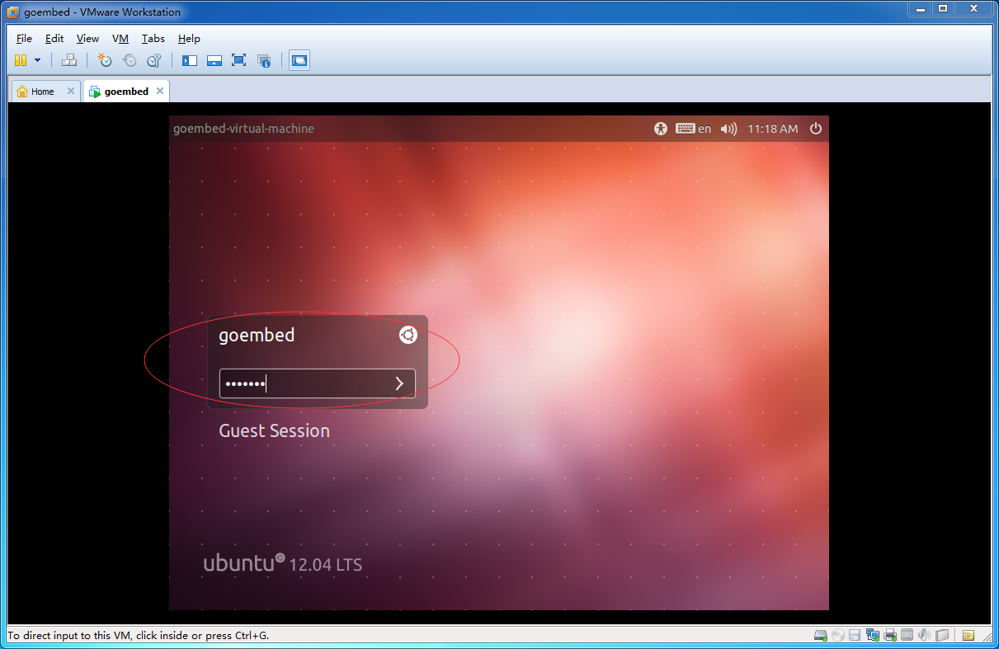 goembed - VMware Workstation
File Edit View VM Tabs Help
Home goembed
goembed-virtual-machine en 11:18 AM
goembed
•••••••
Guest Session
ubuntu 12.04 LTS
To direct input to this VM, click inside or press Ctrl+G.